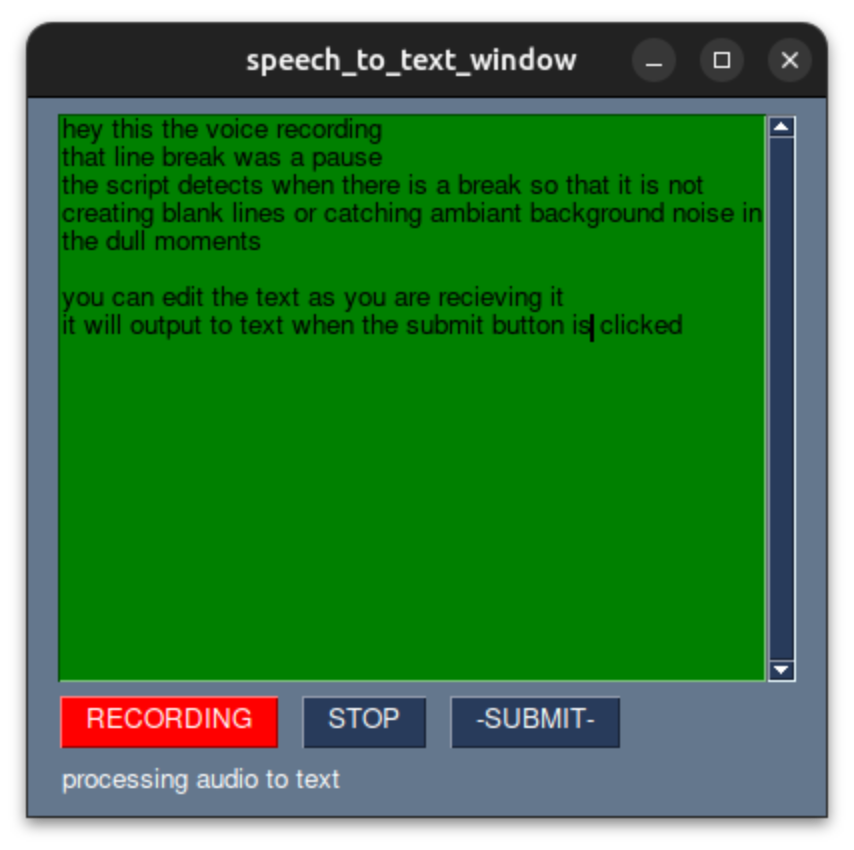 speech_to_text_window
hey this the voice recording
that line break was a pause
the script detects when there is a break so that it is not
creating blank lines or catching ambiant background noise in
the dull moments
you can edit the text as you are recieving it
it will output to text when the submit button is clicked
RECORDING STOP -SUBMIT-
processing audio to text